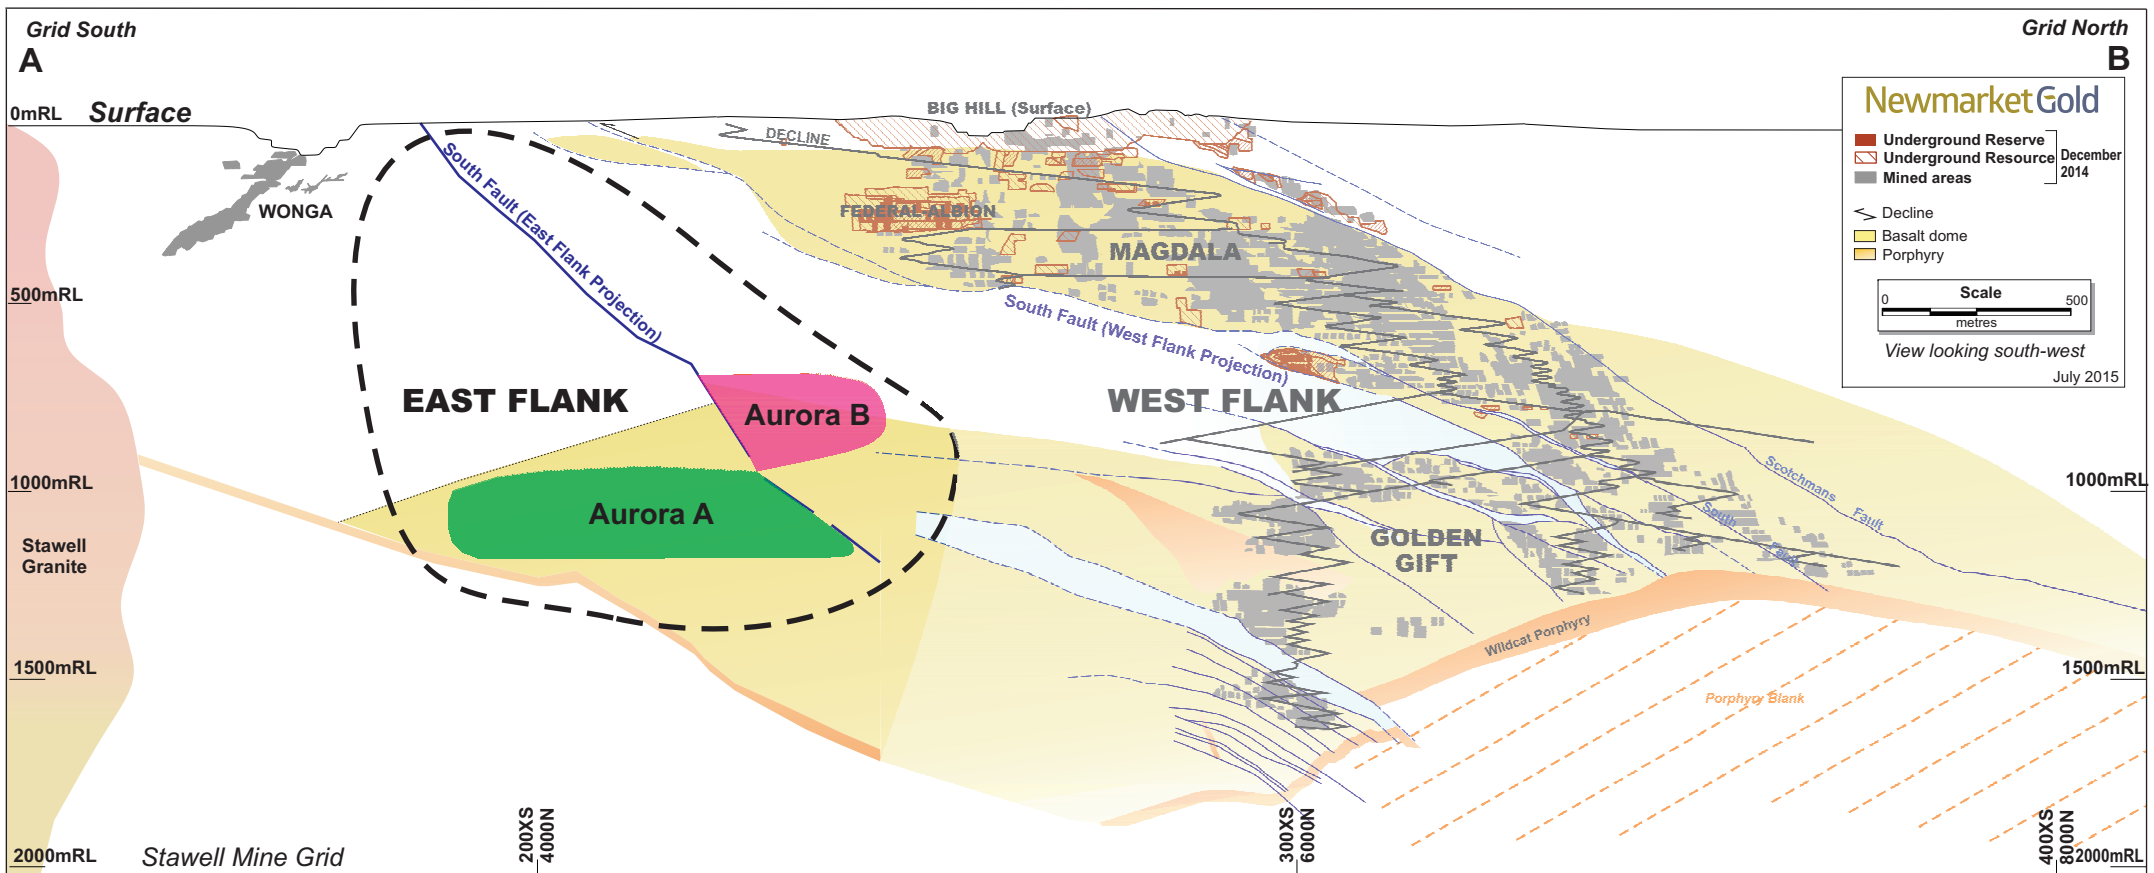 Grid South
Grid North
A
B
0mRL
Surface
BIG HILL (Surface)
DECLINE
NewmarketGold
Underground Reserve
Underground Resource
Mined areas
December
2014
Decline
Basalt dome
Porphyry
Scale
0
500
metres
View looking south-west
July 2015
WONGA
South Fault (East Flank Projection)
FEDERAL ALBION
MAGDALA
500mRL
South Fault (West Flank Projection)
EAST FLANK
WEST FLANK
Aurora B
1000mRL
1000mRL
Aurora A
Scotchmans
Fault
South
Fault
GOLDEN
GIFT
Stawell
Granite
Wildcat Porphyry
1500mRL
1500mRL
Porphyry Blank
200XS
4000N
300XS
6000N
400XS
8000N
2000mRL
Stawell Mine Grid
2000mRL